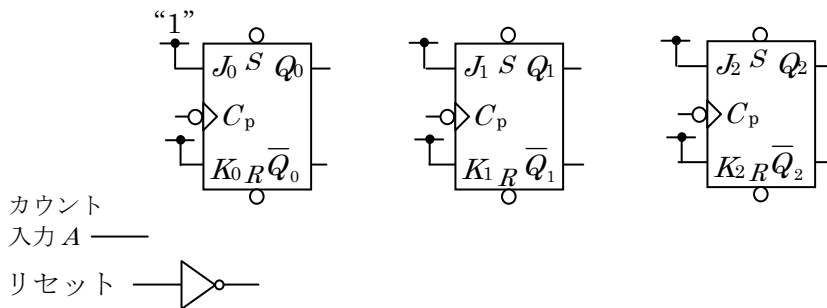 “1”
J0 S Q0
Cp
K0 R Q̅0
J1 S Q1
Cp
K1 R Q̅1
J2 S Q2
Cp
K2 R Q̅2
カウント
入力 A
リセット